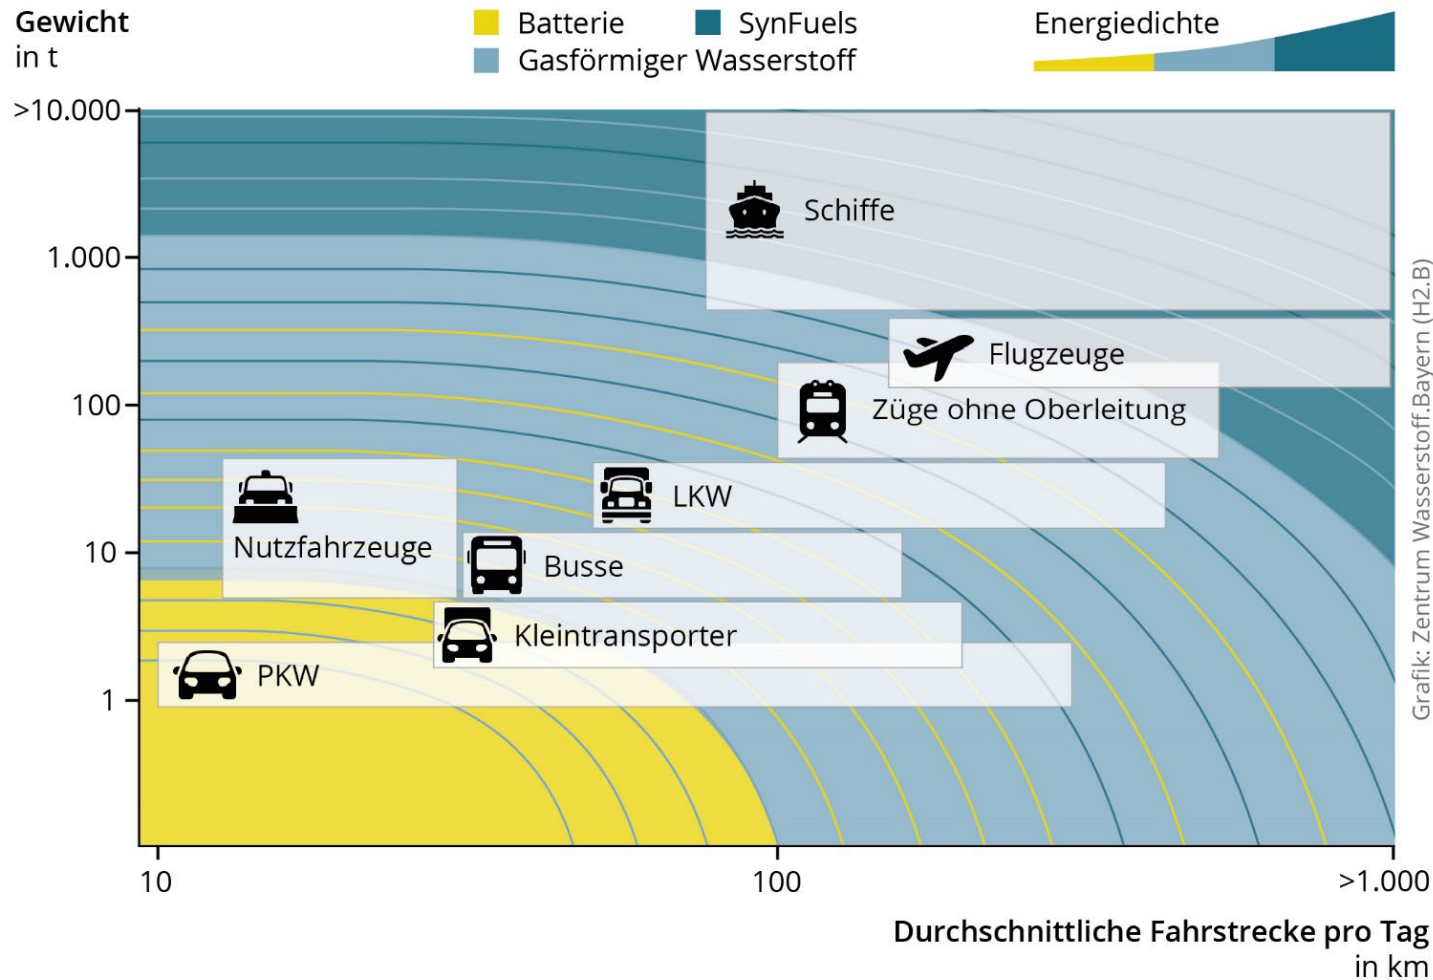 Gewicht
in t
Batterie
SynFuels
Gasförmiger Wasserstoff
Energiedichte
>10.000
1.000
100
10
1
Schiffe
Flugzeuge
Züge ohne Oberleitung
LKW
Nutzfahrzeuge
Busse
Kleintransporter
PKW
10
100
>1.000
Durchschnittliche Fahrstrecke pro Tag
in km
Grafik: Zentrum Wasserstoff.Bayern (H2.B)